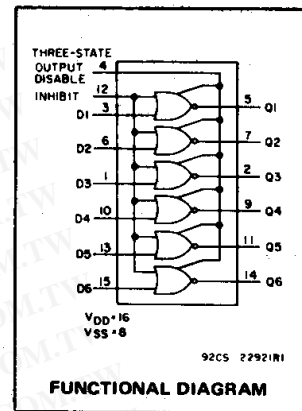 THREE-STATE
OUTPUT 4
DISABLE
INHIBIT 12
D1 3
5 Q1
D2 6
7 Q2
D3 1
2 Q3
D4 10
9 Q4
D5 13
11 Q5
D6 15
14 Q6
VDD=16
VSS=8
92CS 22921R1
FUNCTIONAL DIAGRAM